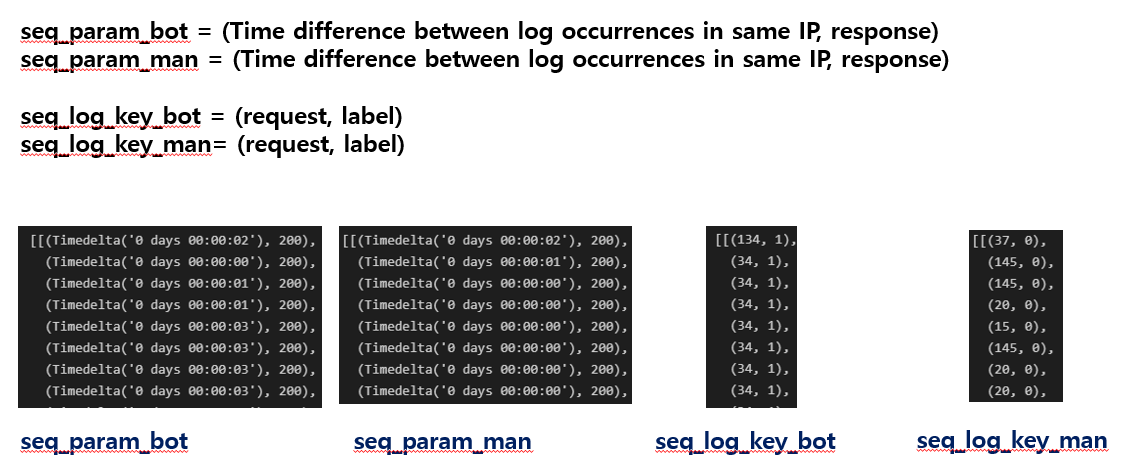 seq_param_bot = (Time difference between log occurrences in same IP, response)
seq_param_man = (Time difference between log occurrences in same IP, response)
seq_log_key_bot = (request, label)
seq_log_key_man= (request, label)
[[(Timedelta('0 days 00:00:02'), 200),
(Timedelta('0 days 00:00:00'), 200),
(Timedelta('0 days 00:00:01'), 200),
(Timedelta('0 days 00:00:01'), 200),
(Timedelta('0 days 00:00:03'), 200),
(Timedelta('0 days 00:00:03'), 200),
(Timedelta('0 days 00:00:03'), 200),
(Timedelta('0 days 00:00:03'), 200),
[[(Timedelta('0 days 00:00:02'), 200),
(Timedelta('0 days 00:00:01'), 200),
(Timedelta('0 days 00:00:00'), 200),
(Timedelta('0 days 00:00:00'), 200),
(Timedelta('0 days 00:00:00'), 200),
(Timedelta('0 days 00:00:00'), 200),
(Timedelta('0 days 00:00:00'), 200),
(Timedelta('0 days 00:00:00'), 200),
[[(134, 1),
(34, 1),
(34, 1),
(34, 1),
(34, 1),
(34, 1),
(34, 1),
(34, 1),
[[(37, 0),
(145, 0),
(145, 0),
(20, 0),
(15, 0),
(145, 0),
(20, 0),
(20, 0),
seq_param_bot
seq_param_man
seq_log_key_bot
seq_log_key_man